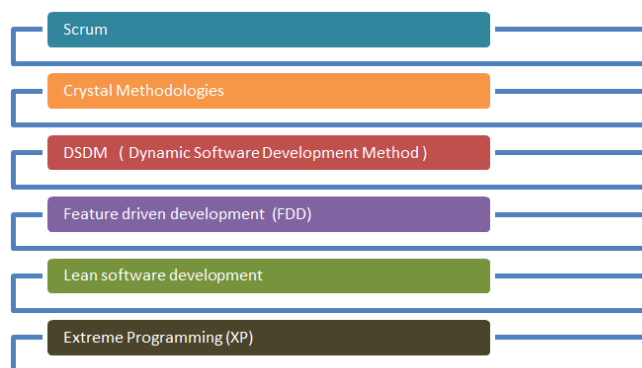 Scrum
Crystal Methodologies
DSDM ( Dynamic Software Development Method )
Feature driven development (FDD)
Lean software development
Extreme Programming (XP)